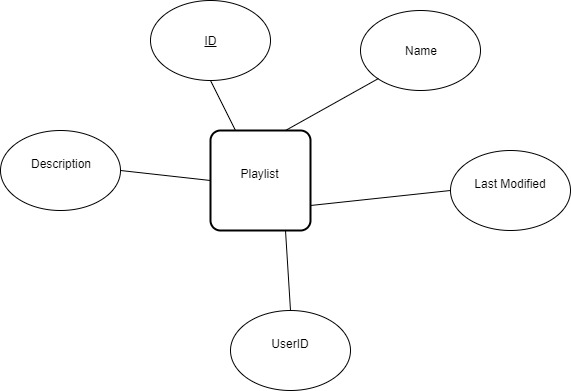 ID
Name
Description
Playlist
Last Modified
UserID